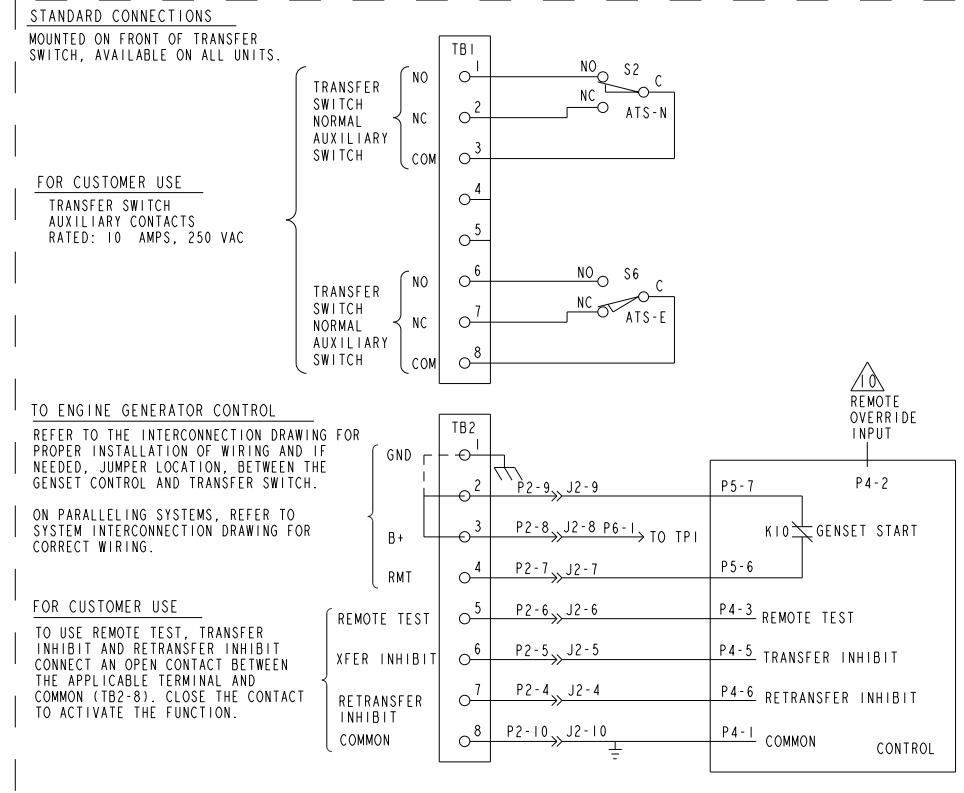 STANDARD CONNECTIONS
MOUNTED ON FRONT OF TRANSFER
SWITCH, AVAILABLE ON ALL UNITS.
FOR CUSTOMER USE
TRANSFER SWITCH
AUXILIARY CONTACTS
RATED: 10 AMPS, 250 VAC
TRANSFER
SWITCH
NORMAL
AUXILIARY
SWITCH
NO
NC
COM
TRANSFER
SWITCH
NORMAL
AUXILIARY
SWITCH
NO
NC
COM
TB1
1
2
3
4
5
6
7
8
NO
S2
C
NC
ATS-N
NO
S6
C
NC
ATS-E
TO ENGINE GENERATOR CONTROL
REFER TO THE INTERCONNECTION DRAWING FOR
PROPER INSTALLATION OF WIRING AND IF
NEEDED, JUMPER LOCATION, BETWEEN THE
GENSET CONTROL AND TRANSFER SWITCH.
ON PARALLELING SYSTEMS, REFER TO
SYSTEM INTERCONNECTION DRAWING FOR
CORRECT WIRING.
GND
B+
RMT
FOR CUSTOMER USE
TO USE REMOTE TEST, TRANSFER
INHIBIT AND RETRANSFER INHIBIT
CONNECT AN OPEN CONTACT BETWEEN
THE APPLICABLE TERMINAL AND
COMMON (TB2-8). CLOSE THE CONTACT
TO ACTIVATE THE FUNCTION.
REMOTE TEST
XFER INHIBIT
RETRANSFER
INHIBIT
COMMON
TB2
1
2
3
4
5
6
7
8
P2-9 J2-9
P2-8 J2-8 P6-1 TO TP1
P2-7 J2-7
P2-6 J2-6
P2-5 J2-5
P2-4 J2-4
P2-10 J2-10
10
REMOTE
OVERRIDE
INPUT
P4-2
P5-7
K10 GENSET START
P5-6
P4-3 REMOTE TEST
P4-5 TRANSFER INHIBIT
P4-6 RETRANSFER INHIBIT
P4-1 COMMON
CONTROL